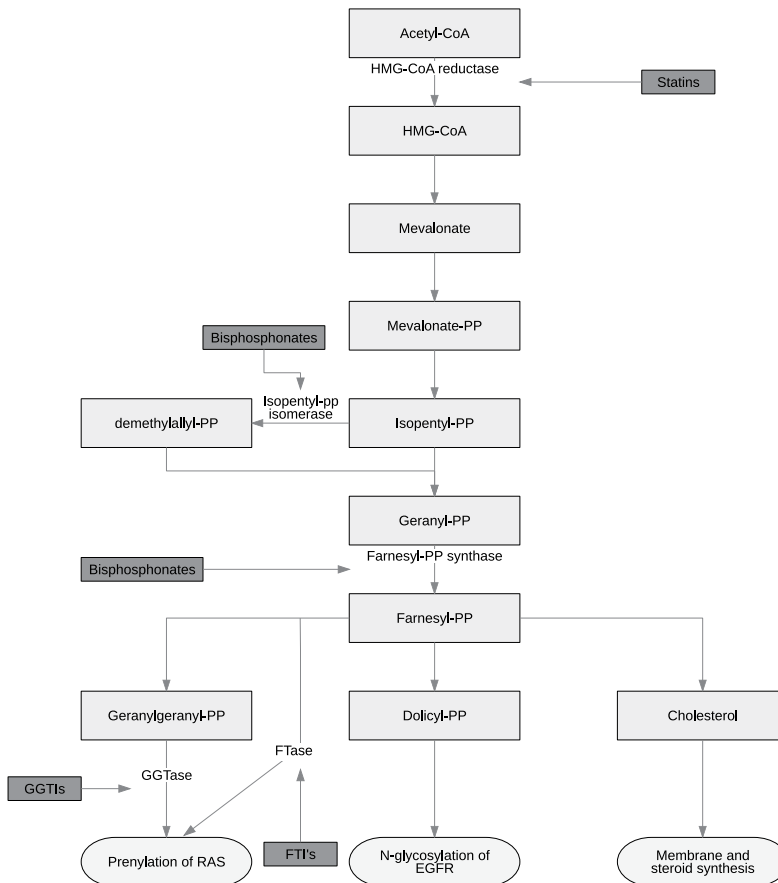 Acetyl-CoA
HMG-CoA reductase
Statins
HMG-CoA
Mevalonate
Mevalonate-PP
Bisphosphonates
Isopentyl-pp
isomerase
demethylallyl-PP
Isopentyl-PP
Geranyl-PP
Farnesyl-PP synthase
Bisphosphonates
Farnesyl-PP
Geranylgeranyl-PP
Dolicyl-PP
Cholesterol
FTase
GGTase
GGTIs
Prenylation of RAS
FTI's
N-glycosylation of
EGFR
Membrane and
steroid synthesis